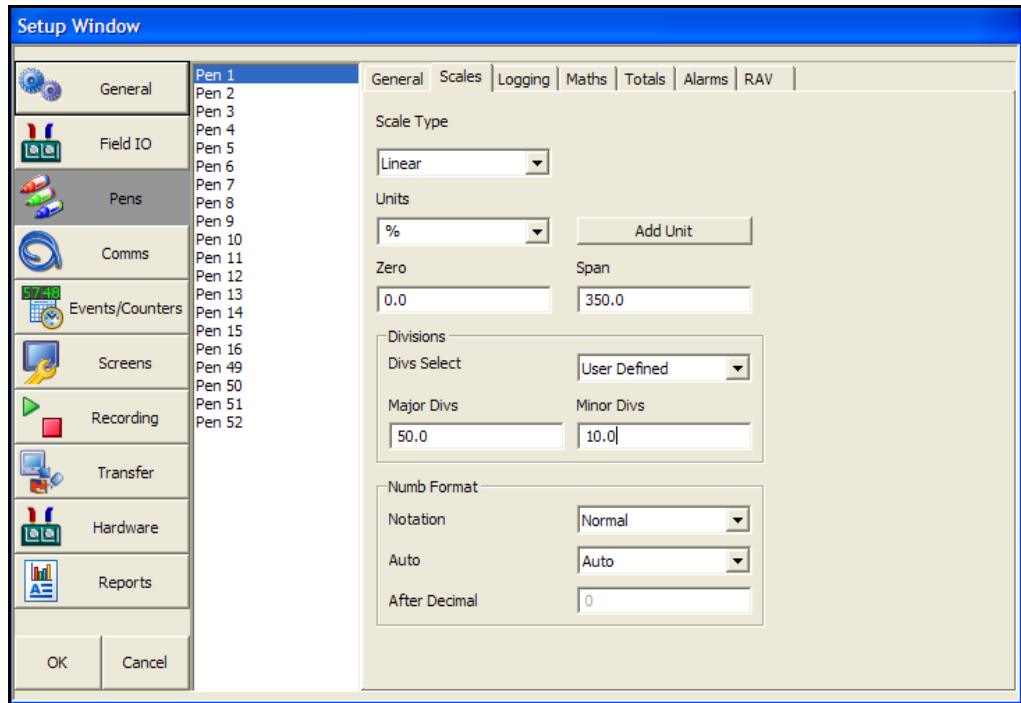 Setup Window
General
Field IO
Pens
Comms
57:48
Events/Counters
Screens
Recording
Transfer
Hardware
Reports
OK Cancel
Pen 1
Pen 2
Pen 3
Pen 4
Pen 5
Pen 6
Pen 7
Pen 8
Pen 9
Pen 10
Pen 11
Pen 12
Pen 13
Pen 14
Pen 15
Pen 16
Pen 49
Pen 50
Pen 51
Pen 52
General Scales Logging Maths Totals Alarms RAV
Scale Type
Linear
Units
% Add Unit
Zero Span
0.0 350.0
Divisions
Divs Select User Defined
Major Divs Minor Divs
50.0 10.0
Numb Format
Notation Normal
Auto Auto
After Decimal 0